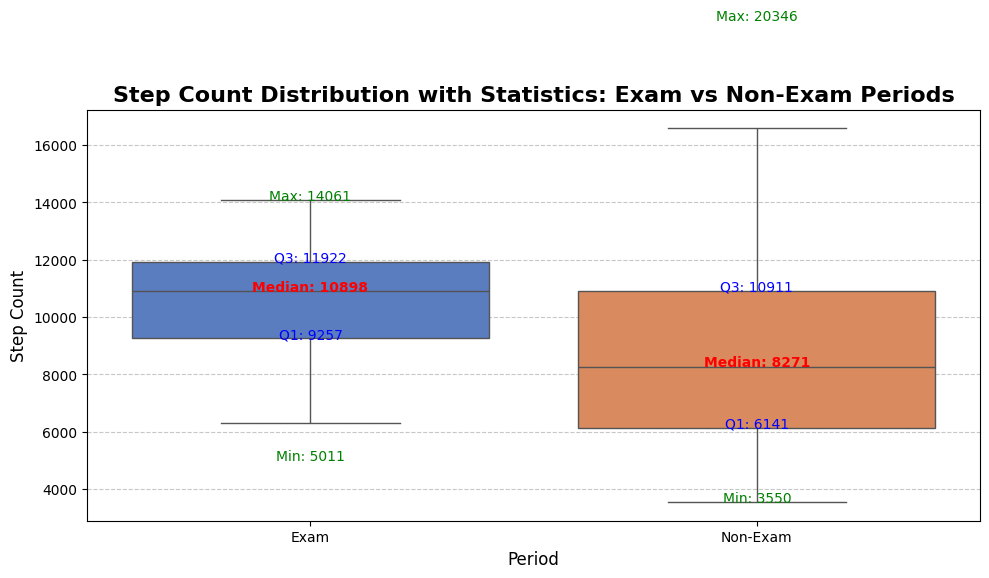 Max: 20346
Step Count Distribution with Statistics: Exam vs Non-Exam Periods
Step Count
16000
14000
12000
10000
8000
6000
4000
Max: 14061
Q3: 11922
Median: 10898
Q1: 9257
Min: 5011
Q3: 10911
Median: 8271
Q1: 6141
Min: 3550
Exam
Non-Exam
Period